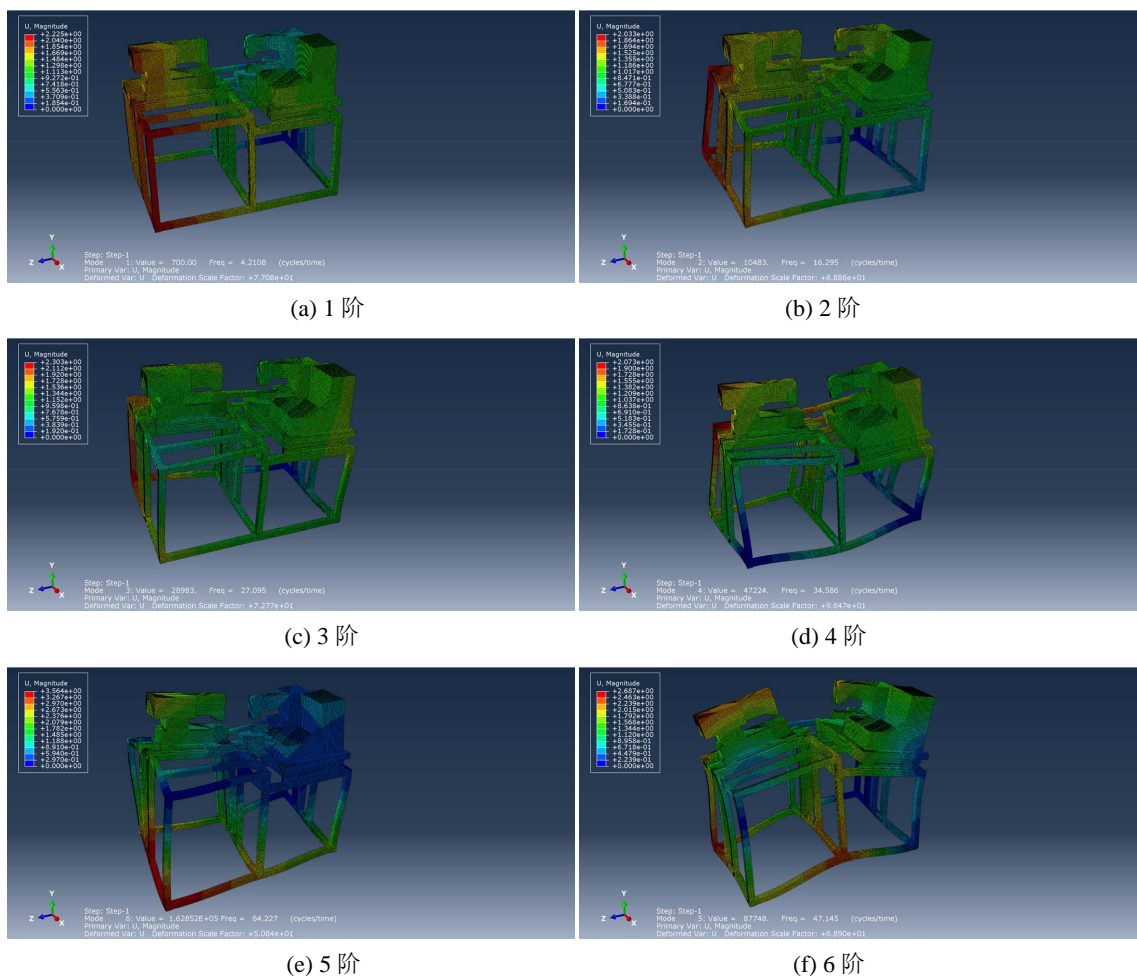 U, Magnitude
+2.225e+00
+2.040e+00
+1.854e+00
+1.669e+00
+1.484e+00
+1.298e+00
+1.113e+00
+9.272e-01
+7.418e-01
+5.563e-01
+3.709e-01
+1.854e-01
+0.000e+00
Y
Z
X
Step: Step-1
Mode 1: Value = 700.00 Freq = 4.2108 (cycles/time)
Primary Var: U, Magnitude
Deformed Var: U Deformation Scale Factor: +7.708e+01
(a) 1 阶
U, Magnitude
+2.033e+00
+1.864e+00
+1.694e+00
+1.525e+00
+1.355e+00
+1.186e+00
+1.017e+00
+8.471e-01
+6.777e-01
+5.083e-01
+3.388e-01
+1.694e-01
+0.000e+00
Y
Z
X
Step: Step-1
Mode 2: Value = 10483. Freq = 16.295 (cycles/time)
Primary Var: U, Magnitude
Deformed Var: U Deformation Scale Factor: +8.886e+01
(b) 2 阶
U, Magnitude
+2.303e+00
+2.112e+00
+1.920e+00
+1.728e+00
+1.536e+00
+1.344e+00
+1.152e+00
+9.598e-01
+7.678e-01
+5.759e-01
+3.839e-01
+1.920e-01
+0.000e+00
Y
Z
X
Step: Step-1
Mode 3: Value = 28983. Freq = 27.095 (cycles/time)
Primary Var: U, Magnitude
Deformed Var: U Deformation Scale Factor: +7.277e+01
(c) 3 阶
U, Magnitude
+2.073e+00
+1.900e+00
+1.728e+00
+1.555e+00
+1.382e+00
+1.209e+00
+1.037e+00
+8.638e-01
+6.910e-01
+5.183e-01
+3.455e-01
+1.728e-01
+0.000e+00
Y
Z
X
Step: Step-1
Mode 4: Value = 47224. Freq = 34.586 (cycles/time)
Primary Var: U, Magnitude
Deformed Var: U Deformation Scale Factor: +9.647e+01
(d) 4 阶
U, Magnitude
+3.564e+00
+3.267e+00
+2.970e+00
+2.673e+00
+2.376e+00
+2.079e+00
+1.782e+00
+1.485e+00
+1.188e+00
+8.910e-01
+5.940e-01
+2.970e-01
+0.000e+00
Y
Z
X
Step: Step-1
Mode 6: Value = 1.62852E+05 Freq = 64.227 (cycles/time)
Primary Var: U, Magnitude
Deformed Var: U Deformation Scale Factor: +5.084e+01
(e) 5 阶
U, Magnitude
+2.687e+00
+2.463e+00
+2.239e+00
+2.015e+00
+1.792e+00
+1.568e+00
+1.344e+00
+1.120e+00
+8.958e-01
+6.718e-01
+4.479e-01
+2.239e-01
+0.000e+00
Y
Z
X
Step: Step-1
Mode 5: Value = 87748. Freq = 47.145 (cycles/time)
Primary Var: U, Magnitude
Deformed Var: U Deformation Scale Factor: +6.890e+01
(f) 6 阶